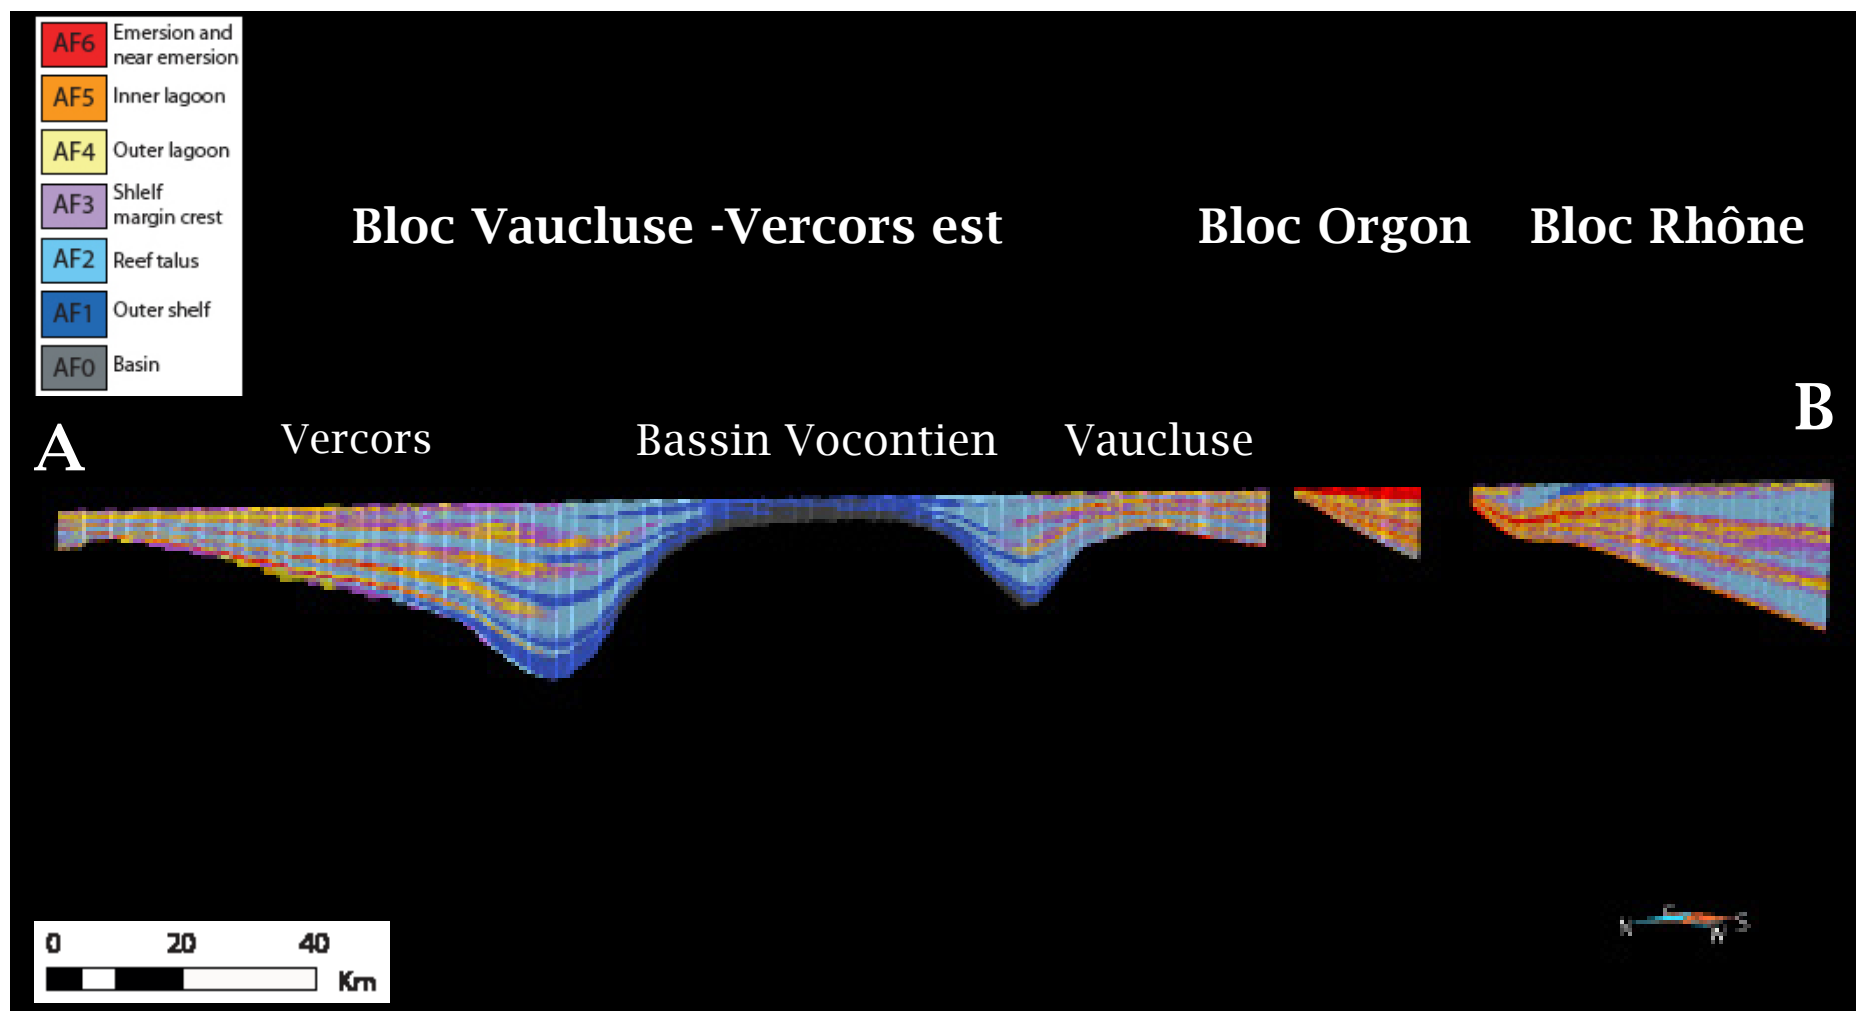 AF6 Emersion and
near emersion
AF5 Inner lagoon
AF4 Outer lagoon
AF3 Shlelf
margin crest
AF2 Reef talus
AF1 Outer shelf
AF0 Basin
Bloc Vaucluse -Vercors est
Bloc Orgon
Bloc Rhône
A
Vercors
Bassin Vocontien
Vaucluse
B
0 20 40
Km
N S